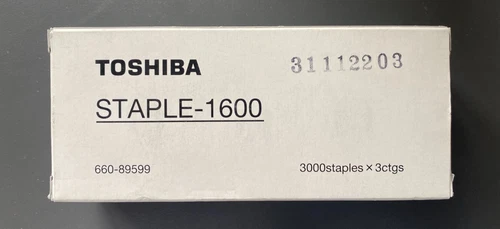 TOSHIBA
31112203
STAPLE-1600
660-89599
3000staples×3ctgs